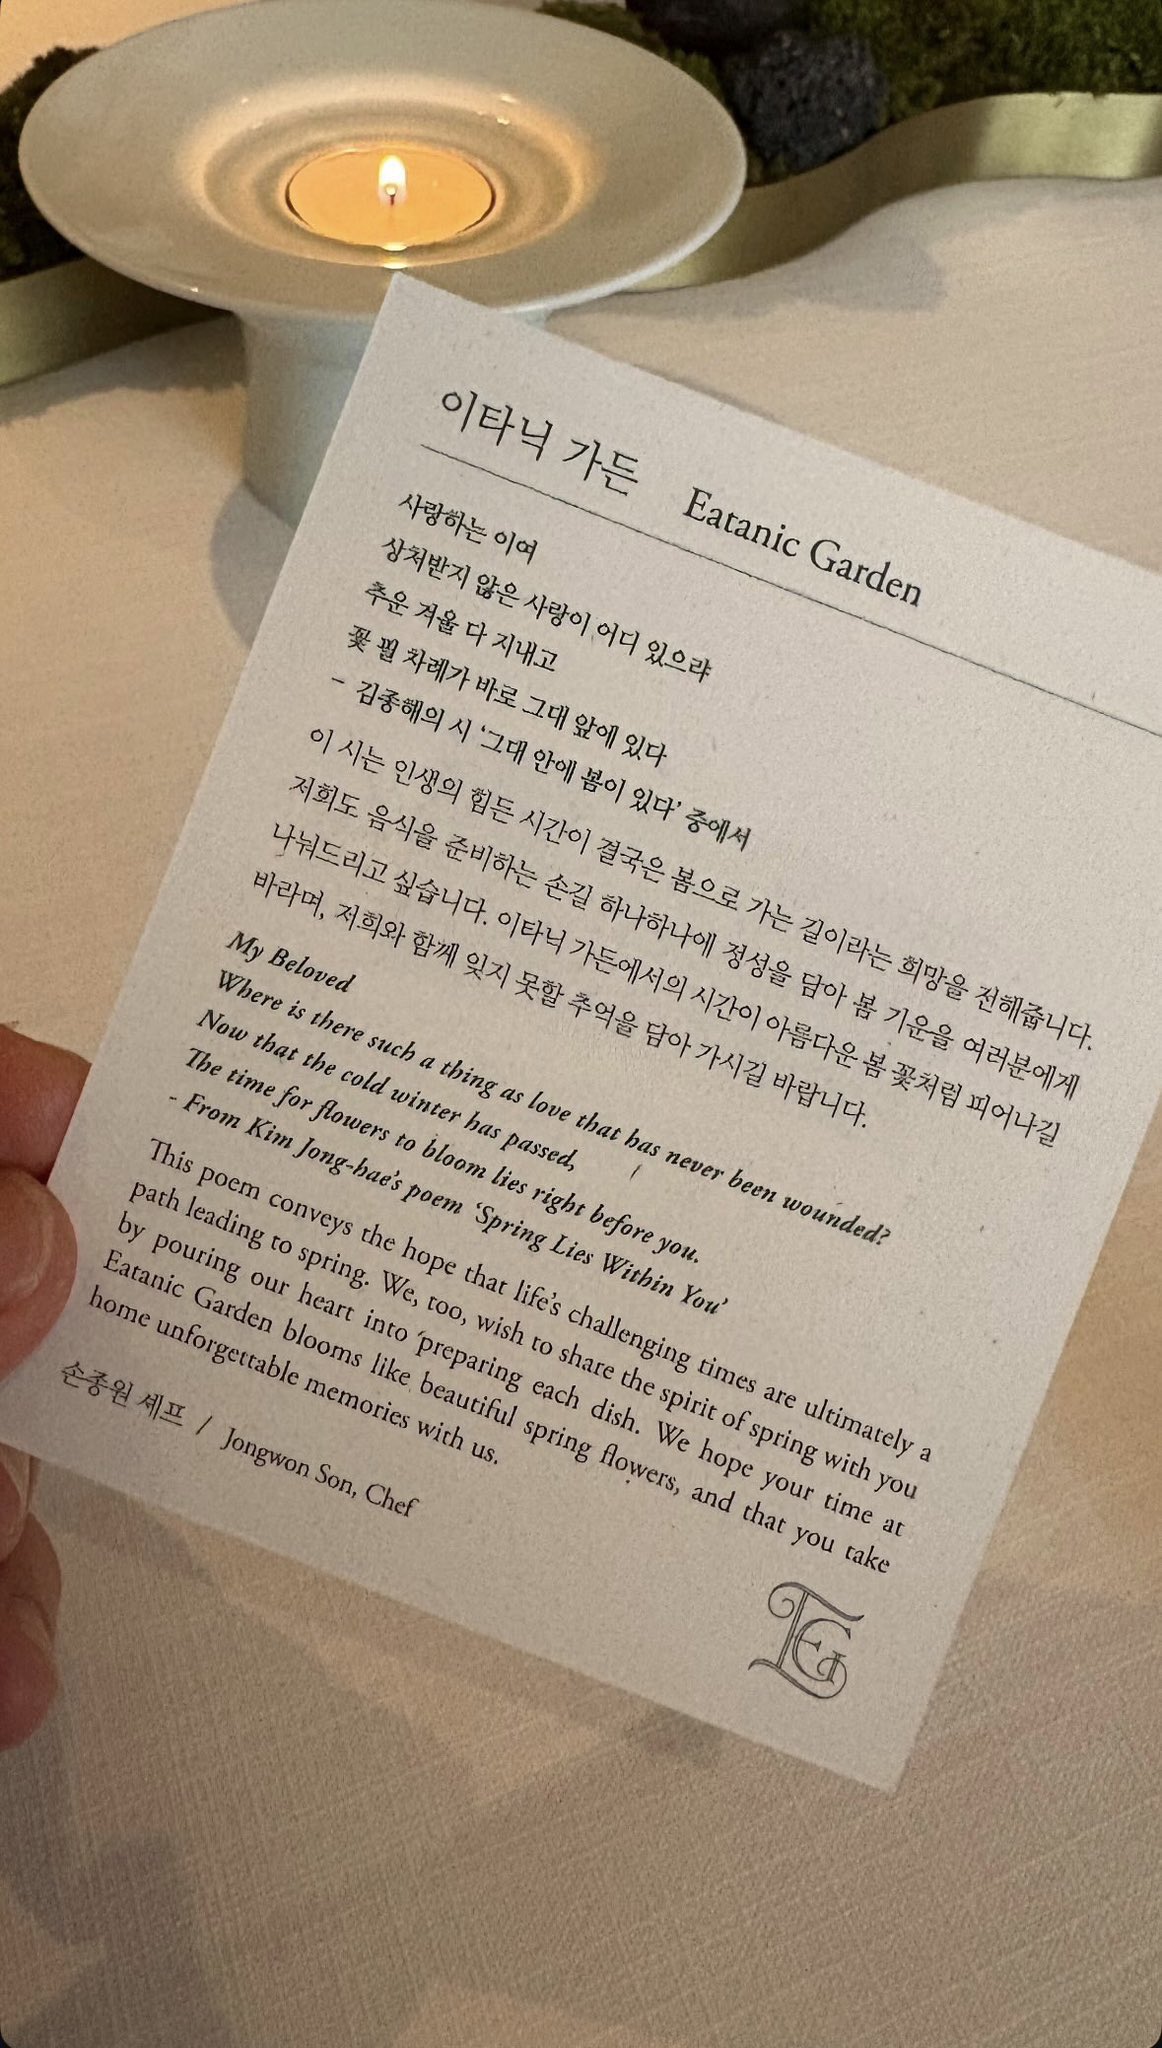 이타닉 가든 Eatanic Garden
사랑하는 이여
상처받지 않은 사랑이 어디 있으랴
추운 겨울 다 지내고
꽃 필 차례가 바로 그대 앞에 있다
- 김종해의 시 ‘그대 안에 봄이 있다’ 중에서
이 시는 인생의 힘든 시간이 결국은 봄으로 가는 길이라는 희망을 전해줍니다.
저희도 음식을 준비하는 손길 하나하나에 정성을 담아 봄 기운을 여러분에게
나눠드리고 싶습니다. 이타닉 가든에서의 시간이 아름다운 봄 꽃처럼 피어나길
바라며, 저희와 함께 잊지 못할 추억을 담아 가시길 바랍니다.
My Beloved
Where is there such a thing as love that has never been wounded?
Now that the cold winter has passed,
The time for flowers to bloom lies right before you.
- From Kim Jong-hae’s poem ‘Spring Lies Within You’
This poem conveys the hope that life’s challenging times are ultimately a
path leading to spring. We, too, wish to share the spirit of spring with you
by pouring our heart into preparing each dish. We hope your time at
Eatanic Garden blooms like beautiful spring flowers, and that you take
home unforgettable memories with us.
손종원 셰프 / Jongwon Son, Chef
EG